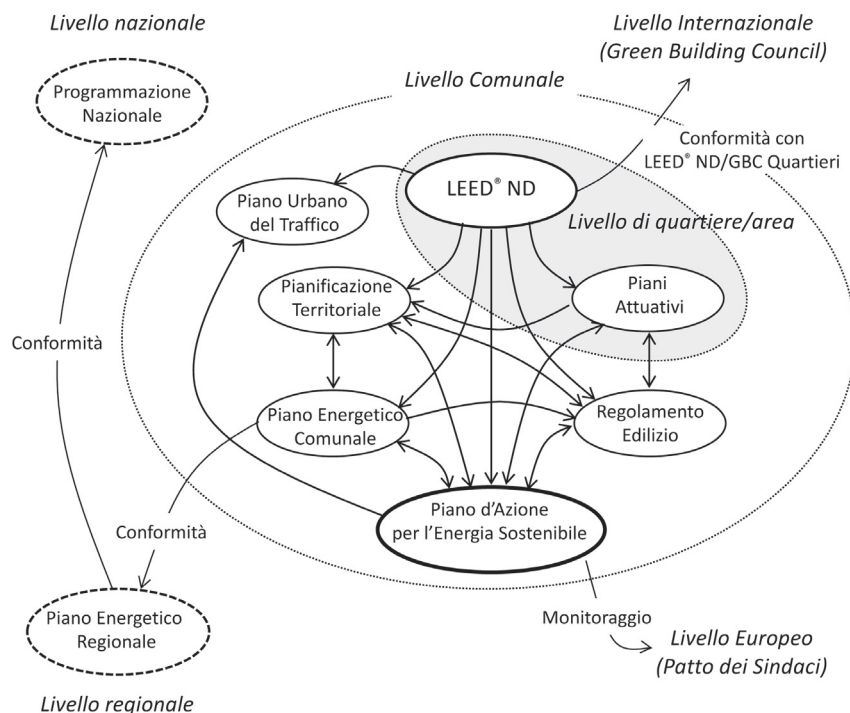 Livello nazionale
Programmazione
Nazionale
Livello Internazionale
(Green Building Council)
Livello Comunale
Conformità con
LEED® ND/GBC Quartieri
LEED® ND
Piano Urbano
del Traffico
Livello di quartiere/area
Pianificazione
Territoriale
Piani
Attuativi
Conformità
Piano Energetico
Comunale
Regolamento
Edilizio
Piano d’Azione
per l’Energia Sostenibile
Conformità
Piano Energetico
Regionale
Monitoraggio
Livello Europeo
(Patto dei Sindaci)
Livello regionale